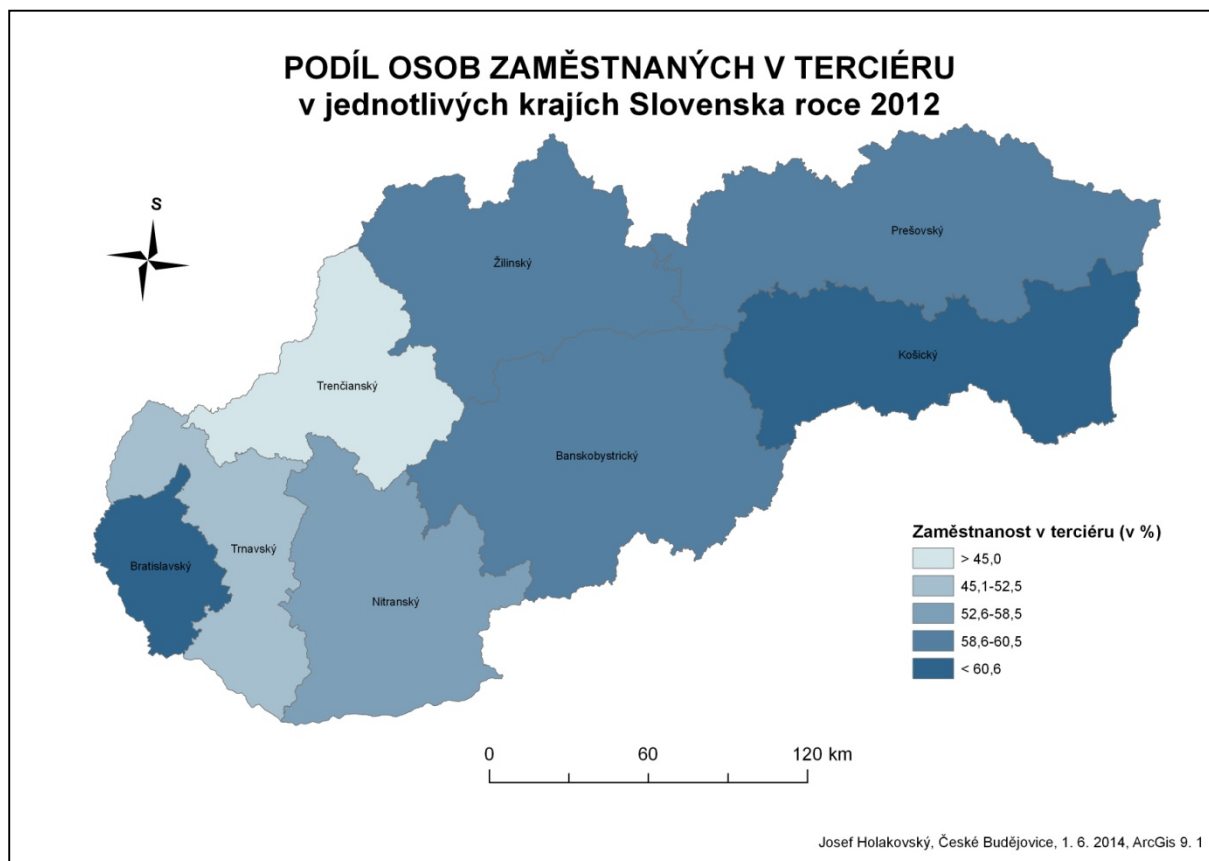 PODÍL OSOB ZAMĚSTNANÝCH V TERCIÉRU
v jednotlivých krajích Slovenska roce 2012
S
Prešovský
Žilinský
Košický
Trenčianský
Banskobystrický
Trnavský
Bratislavský
Nitranský
Zaměstnanost v terciéru (v %)
> 45,0
45,1-52,5
52,6-58,5
58,6-60,5
< 60,6
0 60 120 km
Josef Holakovský, České Budějovice, 1. 6. 2014, ArcGis 9. 1